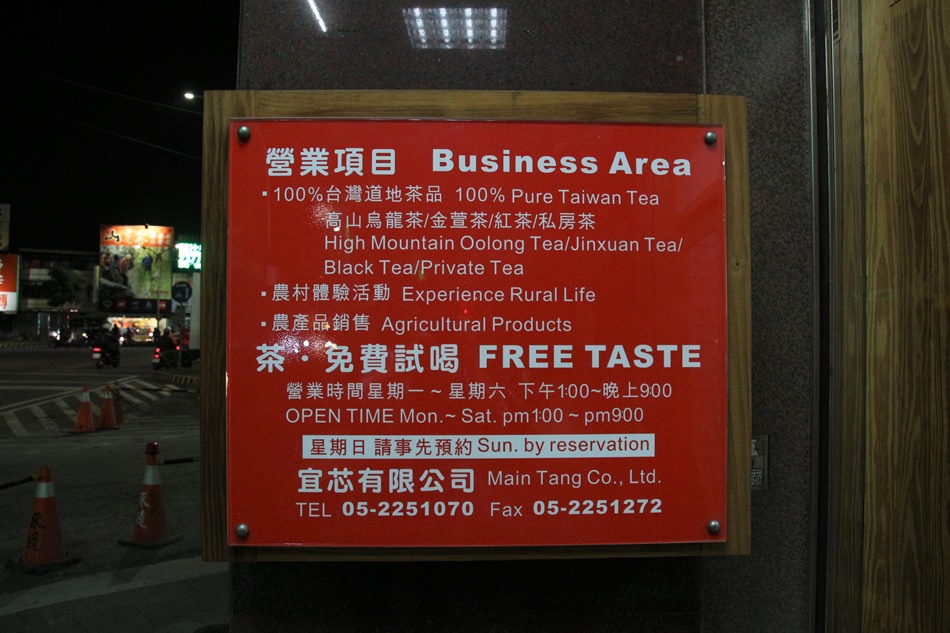 營業項目 Business Area
▪100%台灣道地茶品 100% Pure Taiwan Tea
高山烏龍茶/金萱茶/紅茶/私房茶
High Mountain Oolong Tea/Jinxuan Tea/
Black Tea/Private Tea
▪農村體驗活動 Experience Rural Life
▪農產品銷售 Agricultural Products
茶・免費試喝 FREE TASTE
營業時間星期一~星期六 下午1:00~晚上9:00
OPEN TIME Mon.~ Sat. pm1:00 ~ pm9:00
星期日 請事先預約 Sun. by reservation
宜芯有限公司 Main Tang Co., Ltd.
TEL 05-2251070 Fax 05-2251272